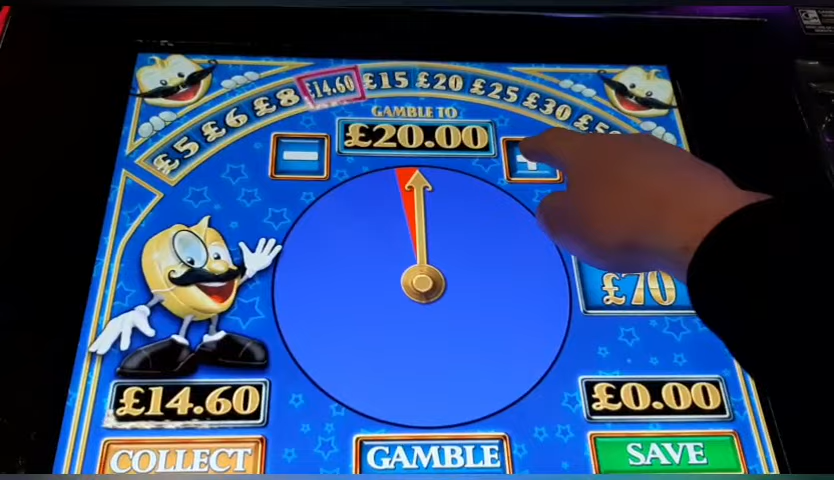 £5 £6 £8 £14.60 £15 £20 £25 £30
GAMBLE TO
£20.00
£70
£14.60
£0.00
COLLECT
GAMBLE
SAVE